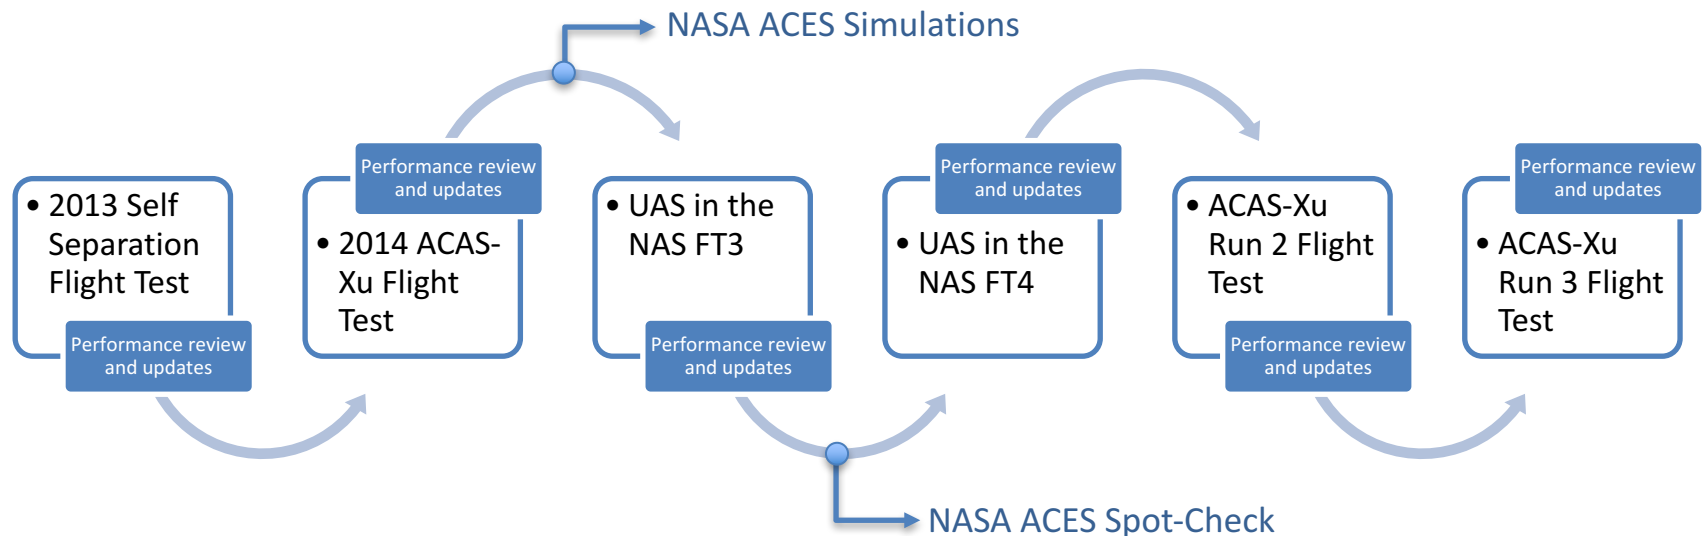 NASA ACES Simulations
• 2013 Self
Separation
Flight Test
Performance review
and updates
Performance review
and updates
• 2014 ACAS-
Xu Flight
Test
• UAS in the
NAS FT3
Performance review
and updates
Performance review
and updates
• UAS in the
NAS FT4
• ACAS-Xu
Run 2 Flight
Test
Performance review
and updates
Performance review
and updates
• ACAS-Xu
Run 3 Flight
Test
NASA ACES Spot-Check